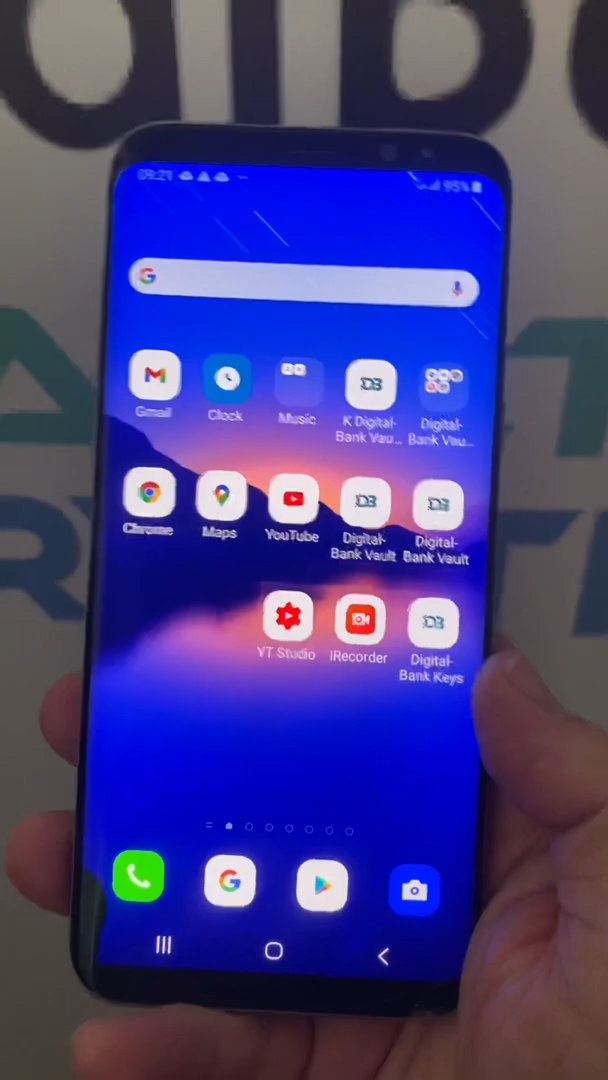 09:21
95%
Gmail
Clock
Music
K Digital-
Bank Vau...
Digital-
Bank Vau...
Chrome
Maps
YouTube
Digital-
Bank Vault
Digital-
Bank Vault
YT Studio
iRecorder
Digital-
Bank Keys